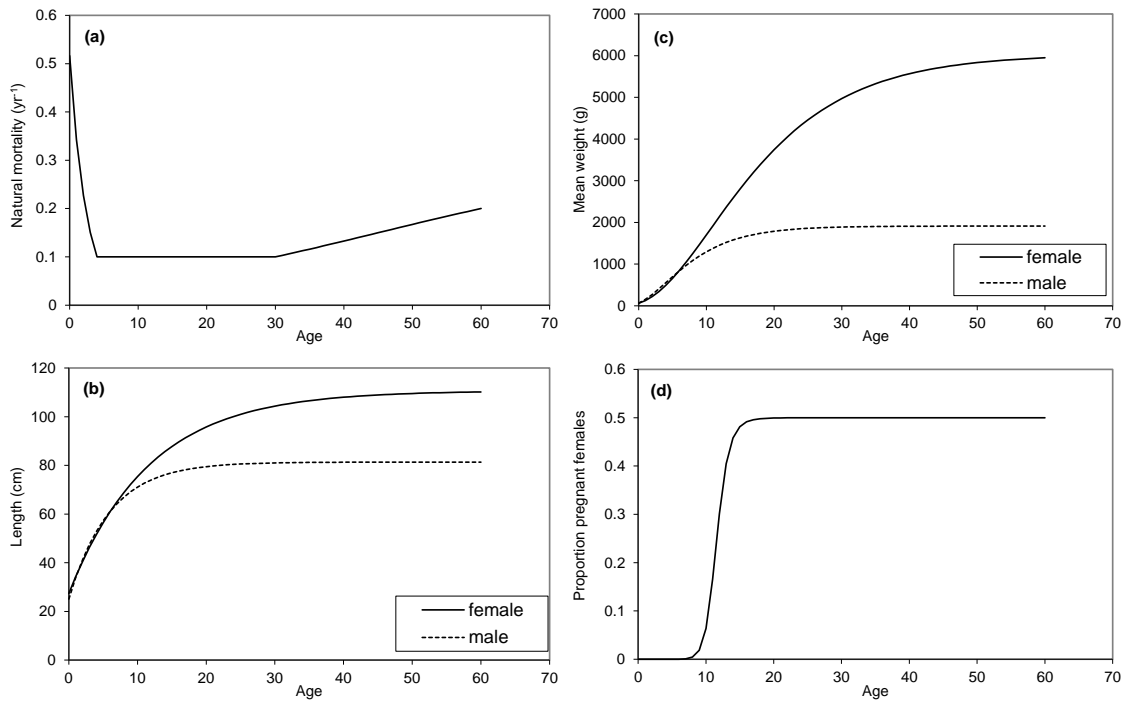 (a)
Natural mortality (yr⁻¹)
0.6
0.5
0.4
0.3
0.2
0.1
0
0 10 20 30 40 50 60 70
Age
(c)
Mean weight (g)
7000
6000
5000
4000
3000
2000
1000
0
female
male
0 10 20 30 40 50 60 70
Age
(b)
Length (cm)
120
100
80
60
40
20
0
female
male
0 10 20 30 40 50 60 70
Age
(d)
Proportion pregnant females
0.6
0.5
0.4
0.3
0.2
0.1
0
0 10 20 30 40 50 60 70
Age